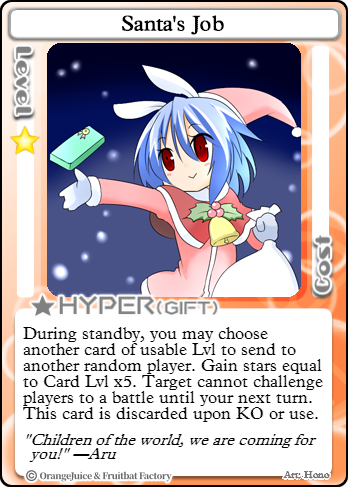 Santa's Job
Level
Cost
HYPER(GIFT)
During standby, you may choose
another card of usable Lvl to send to
another random player. Gain stars equal
to Card Lvl x5. Target cannot challenge
players to a battle until your next turn.
This card is discarded upon KO or use.
"Children of the world, we are coming for
you!" —Aru
© OrangeJuice & Fruitbat Factory
Art: Hono